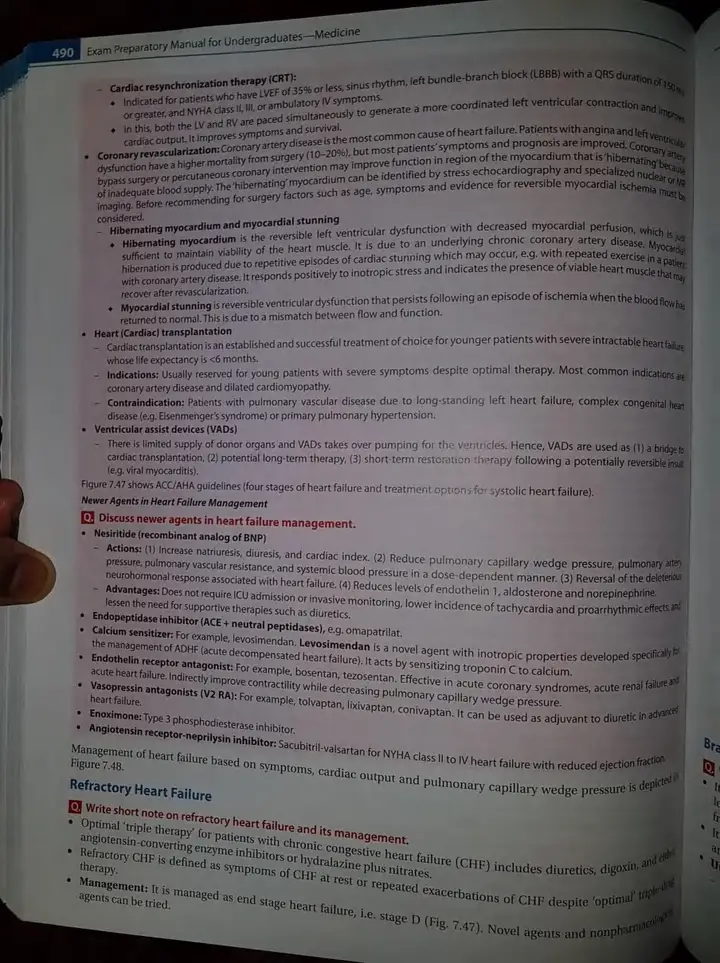 490 Exam Preparatory Manual for Undergraduates—Medicine
– Cardiac resynchronization therapy (CRT):
♦ Indicated for patients who have LVEF of 35% or less, sinus rhythm, left bundle-branch block (LBBB) with a QRS duration of
or greater, and NYHA class II, III, or ambulatory IV symptoms.
♦ In this, both the LV and RV are paced simultaneously to generate a more coordinated left ventricular contraction and improves
cardiac output. It improves symptoms and survival.
• Coronary revascularization: Coronary artery disease is the most common cause of heart failure. Patients with angina and left ventricular
dysfunction have a higher mortality from surgery (10–20%), but most patients' symptoms and prognosis are improved. Coronary artery
bypass surgery or percutaneous coronary intervention may improve function in region of the myocardium that is 'hibernating' because
of inadequate blood supply. The 'hibernating' myocardium can be identified by stress echocardiography and specialized nuclear or MR
imaging. Before recommending for surgery factors such as age, symptoms and evidence for reversible myocardial ischemia must be
considered.
– Hibernating myocardium and myocardial stunning
♦ Hibernating myocardium is the reversible left ventricular dysfunction with decreased myocardial perfusion, which is just
sufficient to maintain viability of the heart muscle. It is due to an underlying chronic coronary artery disease. Myocardial
hibernation is produced due to repetitive episodes of cardiac stunning which may occur, e.g. with repeated exercise in a patient
with coronary artery disease. It responds positively to inotropic stress and indicates the presence of viable heart muscle that may
recover after revascularization.
♦ Myocardial stunning is reversible ventricular dysfunction that persists following an episode of ischemia when the blood flow has
returned to normal. This is due to a mismatch between flow and function.
• Heart (Cardiac) transplantation
– Cardiac transplantation is an established and successful treatment of choice for younger patients with severe intractable heart failure,
whose life expectancy is <6 months.
– Indications: Usually reserved for young patients with severe symptoms despite optimal therapy. Most common indications are
coronary artery disease and dilated cardiomyopathy.
– Contraindication: Patients with pulmonary vascular disease due to long-standing left heart failure, complex congenital heart
disease (e.g. Eisenmenger's syndrome) or primary pulmonary hypertension.
• Ventricular assist devices (VADs)
– There is limited supply of donor organs and VADs takes over pumping for the ventricles. Hence, VADs are used as (1) a bridge to
cardiac transplantation, (2) potential long-term therapy, (3) short-term restoration therapy following a potentially reversible insult
(e.g. viral myocarditis).
Figure 7.47 shows ACC/AHA guidelines (four stages of heart failure and treatment options for systolic heart failure).
Newer Agents in Heart Failure Management
Q. Discuss newer agents in heart failure management.
• Nesiritide (recombinant analog of BNP)
– Actions: (1) Increase natriuresis, diuresis, and cardiac index. (2) Reduce pulmonary capillary wedge pressure, pulmonary artery
pressure, pulmonary vascular resistance, and systemic blood pressure in a dose-dependent manner. (3) Reversal of the deleterious
neurohormonal response associated with heart failure. (4) Reduces levels of endothelin 1, aldosterone and norepinephrine.
– Advantages: Does not require ICU admission or invasive monitoring, lower incidence of tachycardia and proarrhythmic effects, and
lessen the need for supportive therapies such as diuretics.
• Endopeptidase inhibitor (ACE + neutral peptidases), e.g. omapatrilat.
• Calcium sensitizer: For example, levosimendan. Levosimendan is a novel agent with inotropic properties developed specifically for
the management of ADHF (acute decompensated heart failure). It acts by sensitizing troponin C to calcium.
• Endothelin receptor antagonist: For example, bosentan, tezosentan. Effective in acute coronary syndromes, acute renal failure and
acute heart failure. Indirectly improve contractility while decreasing pulmonary capillary wedge pressure.
• Vasopressin antagonists (V2 RA): For example, tolvaptan, lixivaptan, conivaptan. It can be used as adjuvant to diuretic in advanced
heart failure.
• Enoximone: Type 3 phosphodiesterase inhibitor.
• Angiotensin receptor-neprilysin inhibitor: Sacubitril-valsartan for NYHA class II to IV heart failure with reduced ejection fraction.
Management of heart failure based on symptoms, cardiac output and pulmonary capillary wedge pressure is depicted in
Figure 7.48.
Refractory Heart Failure
Q. Write short note on refractory heart failure and its management.
• Optimal 'triple therapy' for patients with chronic congestive heart failure (CHF) includes diuretics, digoxin, and either
angiotensin-converting enzyme inhibitors or hydralazine plus nitrates.
• Refractory CHF is defined as symptoms of CHF at rest or repeated exacerbations of CHF despite 'optimal' triple-drug
therapy.
• Management: It is managed as end stage heart failure, i.e. stage D (Fig. 7.47). Novel agents and nonpharmacological
agents can be tried.
Bra
Q.